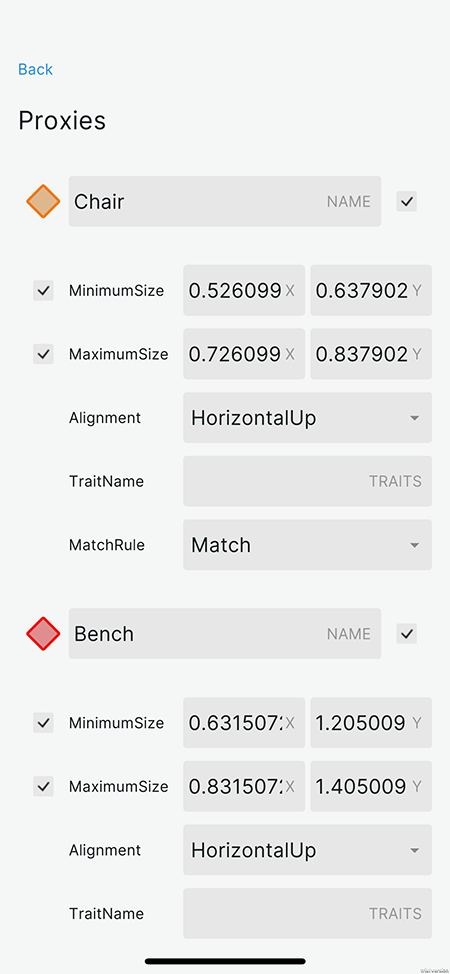 Back
Proxies
Chair NAME
MinimumSize 0.526099 X 0.637902 Y
MaximumSize 0.726099 X 0.837902 Y
Alignment HorizontalUp
TraitName TRAITS
MatchRule Match
Bench NAME
MinimumSize 0.631507 X 1.205009 Y
MaximumSize 0.831507 X 1.405009 Y
Alignment HorizontalUp
TraitName TRAITS